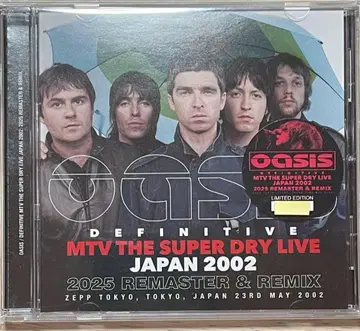 OASIS / DEFINITIVE MTV THE SUPER DRY LIVE JAPAN 2002: 2025 REMASTER & REMIX
OASIS
DEFINITIVE
MTV THE SUPER DRY LIVE
JAPAN 2002
2025 REMASTER & REMIX
ZEPP TOKYO, TOKYO, JAPAN 23RD MAY 2002
oasis
DEFINITIVE
MTV THE SUPER DRY LIVE
JAPAN 2002
2025 REMASTER & REMIX
LIMITED EDITION